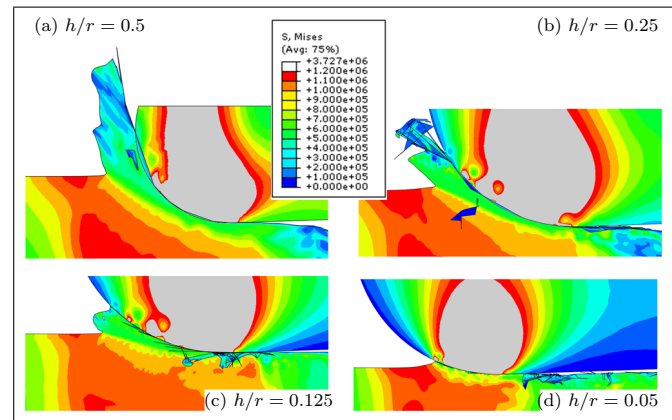 (a) h/r = 0.5
(b) h/r = 0.25
S, Mises
(Avg: 75%)
+3.727e+06
+1.200e+06
+1.100e+06
+1.000e+06
+9.000e+05
+8.000e+05
+7.000e+05
+6.000e+05
+5.000e+05
+4.000e+05
+3.000e+05
+2.000e+05
+1.000e+05
+0.000e+00
(c) h/r = 0.125
(d) h/r = 0.05